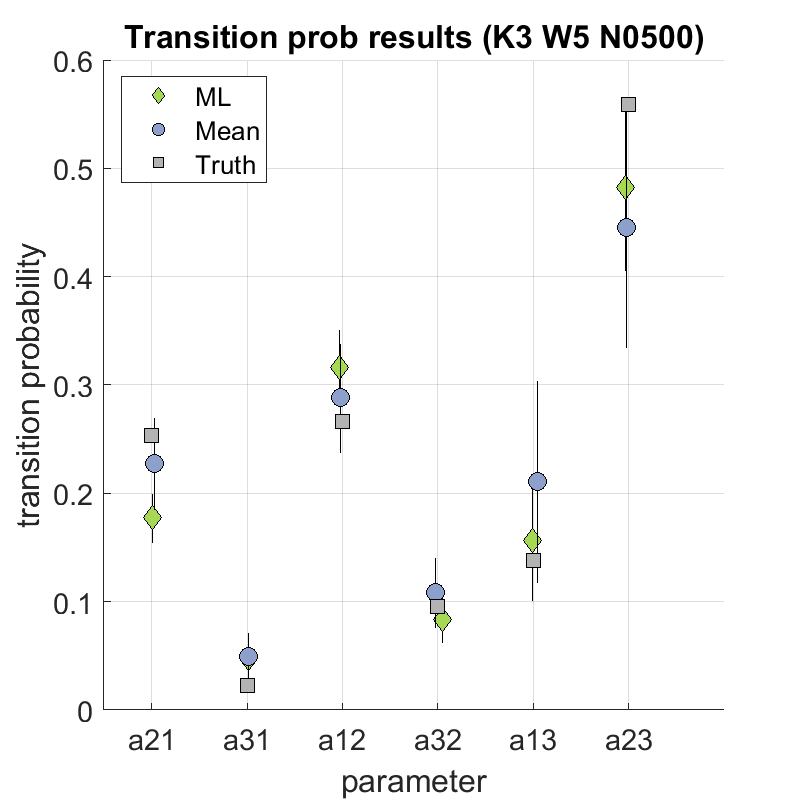 Transition prob results (K3 W5 N0500)
ML
Mean
Truth
transition probability
0.6
0.5
0.4
0.3
0.2
0.1
0
a21 a31 a12 a32 a13 a23
parameter